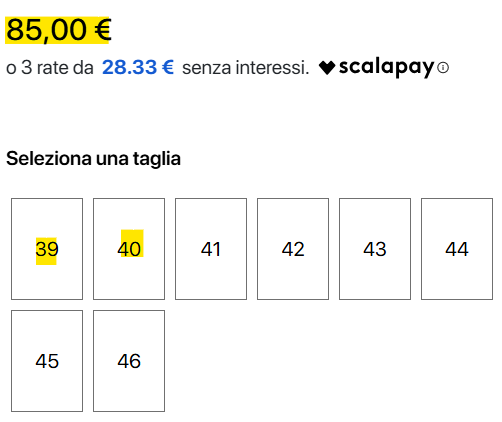 85,00 €
o 3 rate da 28.33 € senza interessi. scalapay
Seleziona una taglia
39 40 41 42 43 44
45 46